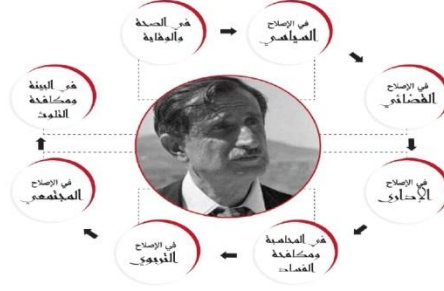 في الصحة
والوقاية
في الإصلاح
السياسي
في الإصلاح
القضائي
في الإصلاح
الإداري
في المحاسبة
ومكافحة
الفساد
في الإصلاح
التربوي
في الإصلاح
المجتمعي
في البيئة
ومكافحة
التلوث